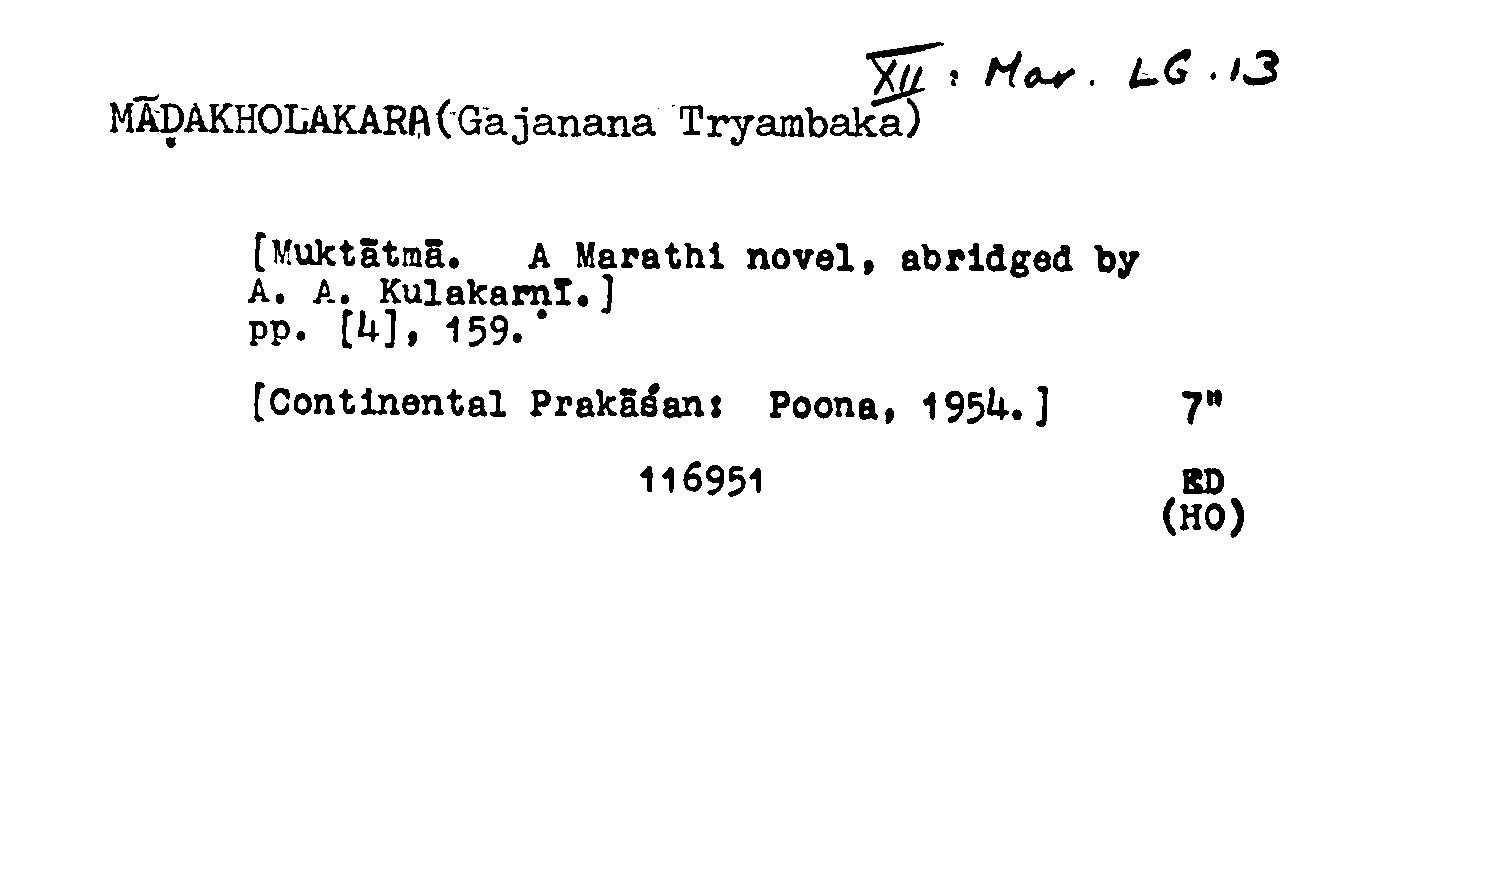 XII : Mar. LG.13
MĀḌAKHOLAKARA(Gajanana Tryambaka)
[Muktātmā. A Marathi novel, abridged by
A. A. Kulakarṇī.]
pp. [4], 159.
[Continental Prakāśan: Poona, 1954.] 7"
116951 ED
(HO)